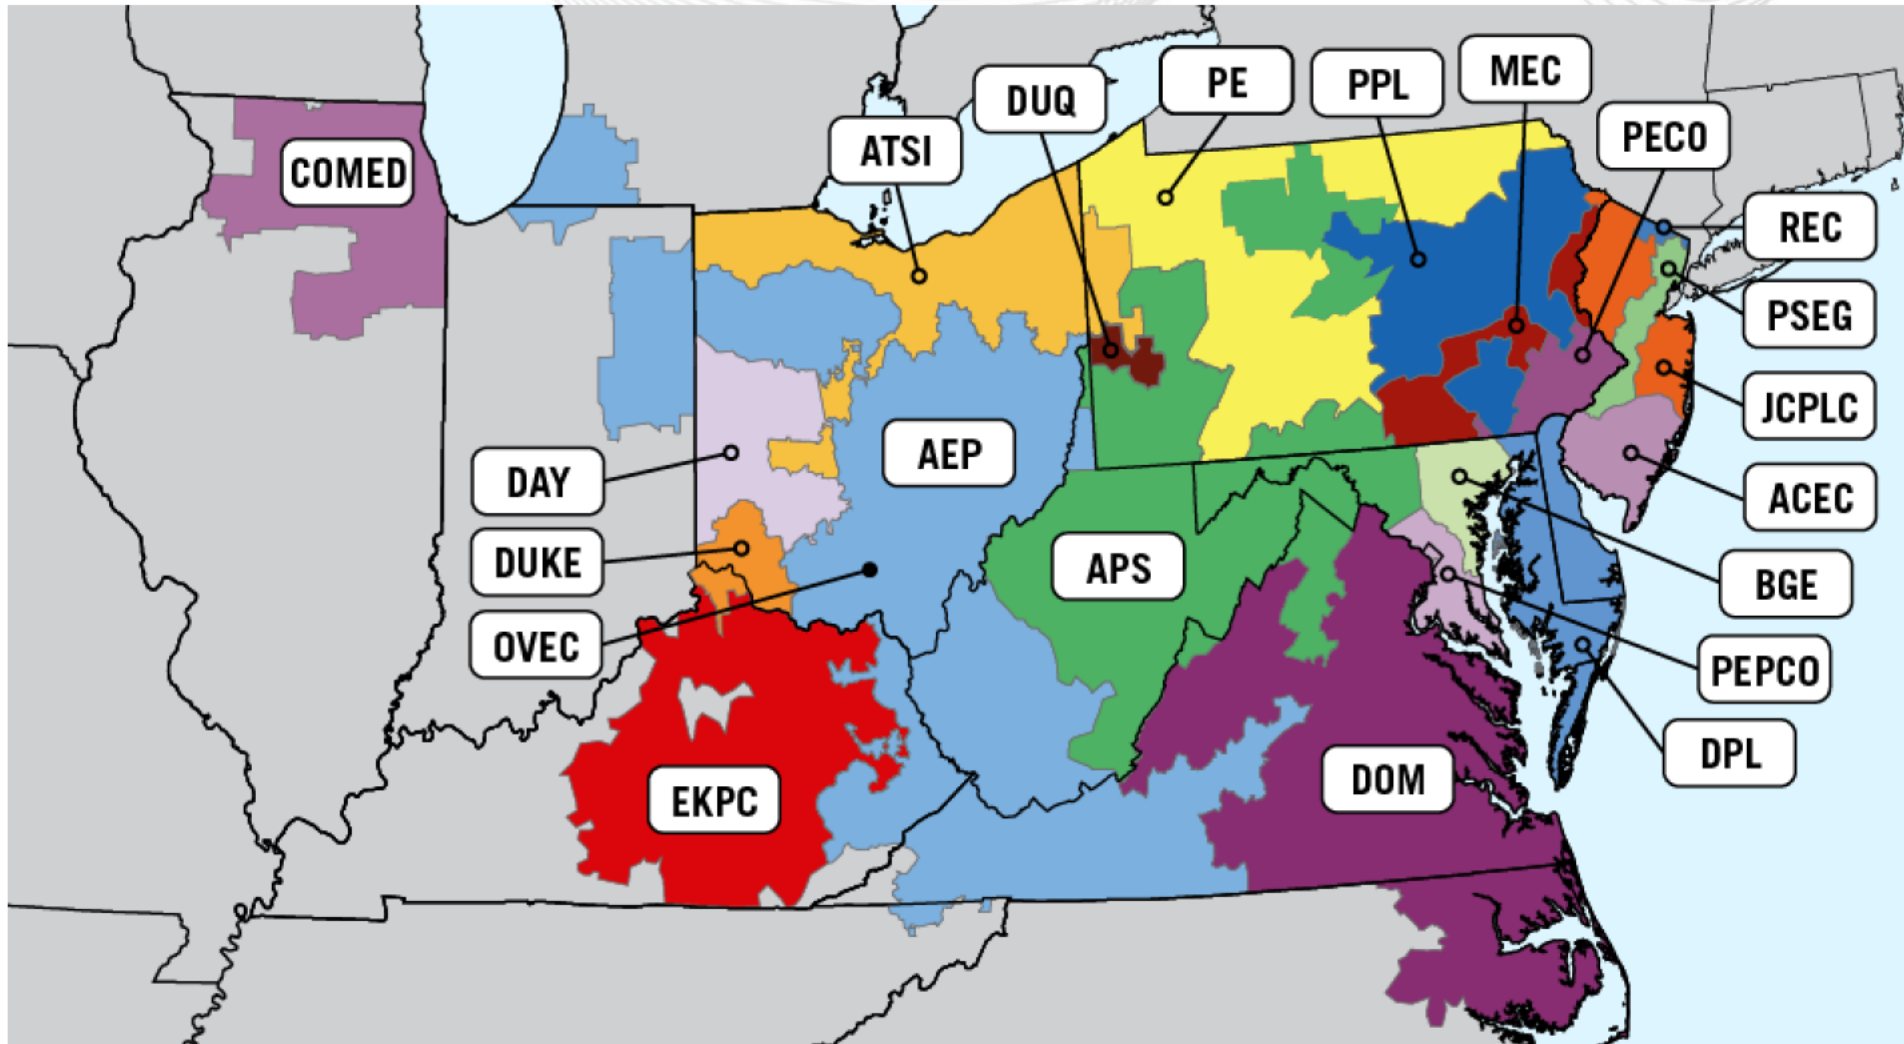 COMED
ATSI
DUQ
PE
PPL
MEC
PECO
REC
PSEG
JCPLC
ACEC
BGE
PEPCO
DPL
DAY
AEP
DUKE
APS
OVEC
EKPC
DOM